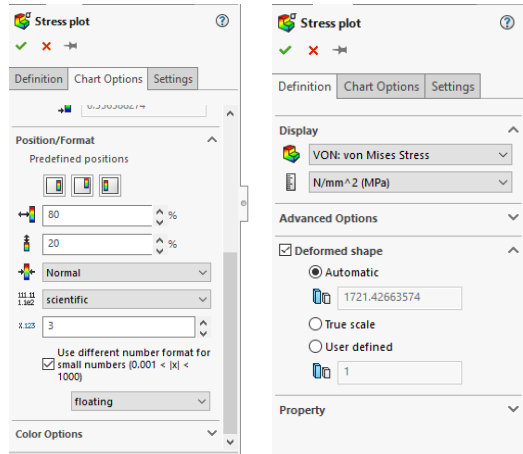 Stress plot
Definition
Chart Options
Settings
Position/Format
Predefined positions
80
%
20
%
Normal
111.11
1.1e2
scientific
X.123
3
Use different number format for
small numbers (0.001 < |x| <
1000)
floating
Color Options
Stress plot
Definition
Chart Options
Settings
Display
VON: von Mises Stress
N/mm^2 (MPa)
Advanced Options
Deformed shape
Automatic
1721.42663574
True scale
User defined
1
Property